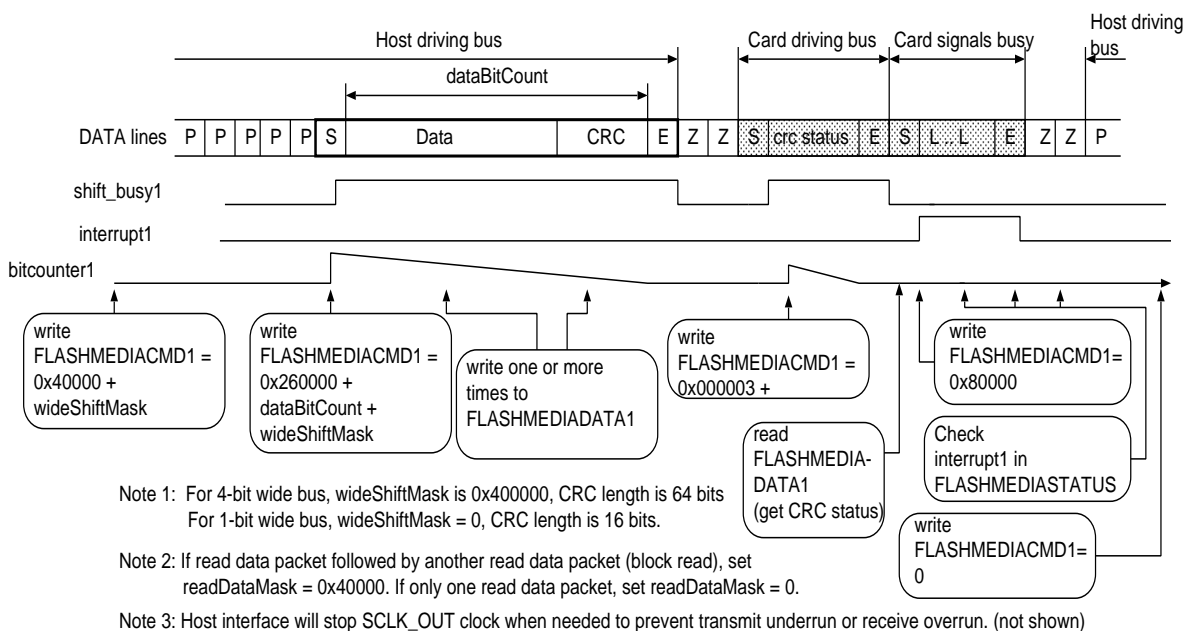 Host driving bus
Card driving bus
Card signals busy
Host driving
bus
dataBitCount
DATA lines P P P P P S Data CRC E Z Z S crc status E S L .. L E Z Z P
shift_busy1
interrupt1
bitcounter1
write
FLASHMEDIACMD1 =
0x40000 +
wideShiftMask
write
FLASHMEDIACMD1 =
0x260000 +
dataBitCount +
wideShiftMask
write one or more
times to
FLASHMEDIADATA1
write
FLASHMEDIACMD1 =
0x000003 +
write
FLASHMEDIACMD1=
0x80000
read
FLASHMEDIA-
DATA1
(get CRC status)
Check
interrupt1 in
FLASHMEDIASTATUS
write
FLASHMEDIACMD1=
0
Note 1: For 4-bit wide bus, wideShiftMask is 0x400000, CRC length is 64 bits
For 1-bit wide bus, wideShiftMask = 0, CRC length is 16 bits.
Note 2: If read data packet followed by another read data packet (block read), set
readDataMask = 0x40000. If only one read data packet, set readDataMask = 0.
Note 3: Host interface will stop SCLK_OUT clock when needed to prevent transmit underrun or receive overrun. (not shown)